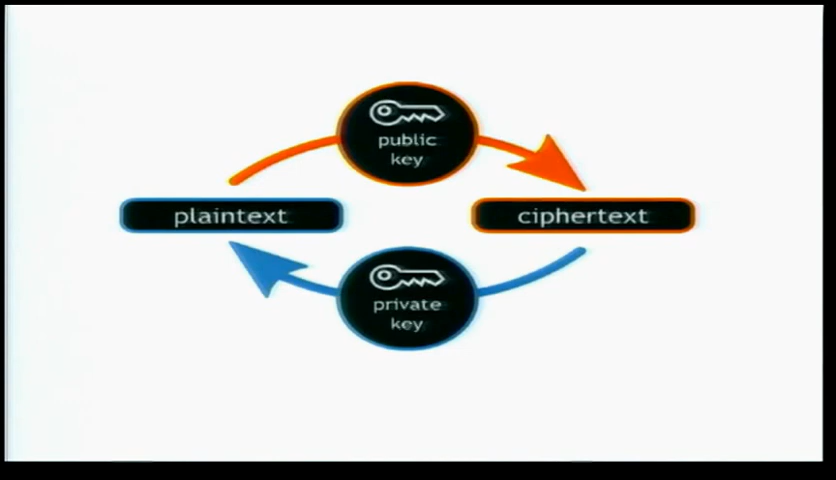 public
key
plaintext
ciphertext
private
key